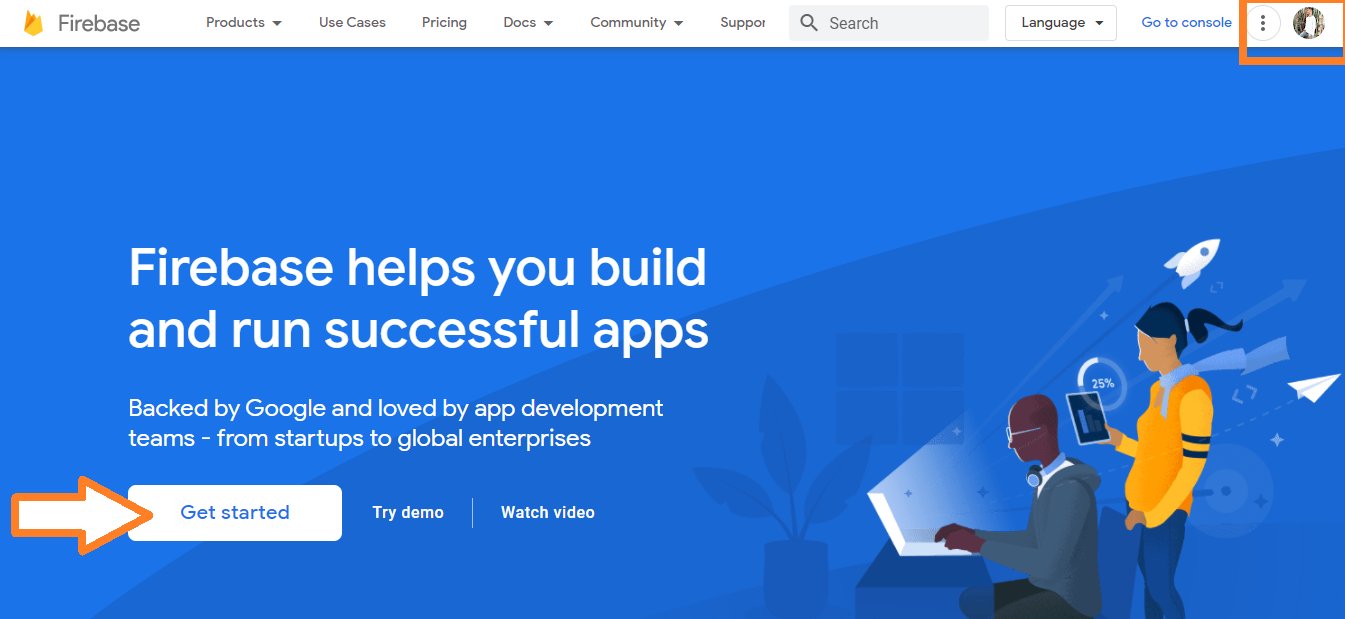 Firebase Products Use Cases Pricing Docs Community Suppor Search Language Go to console
Firebase helps you build
and run successful apps
Backed by Google and loved by app development
teams - from startups to global enterprises
Get started Try demo Watch video
25%